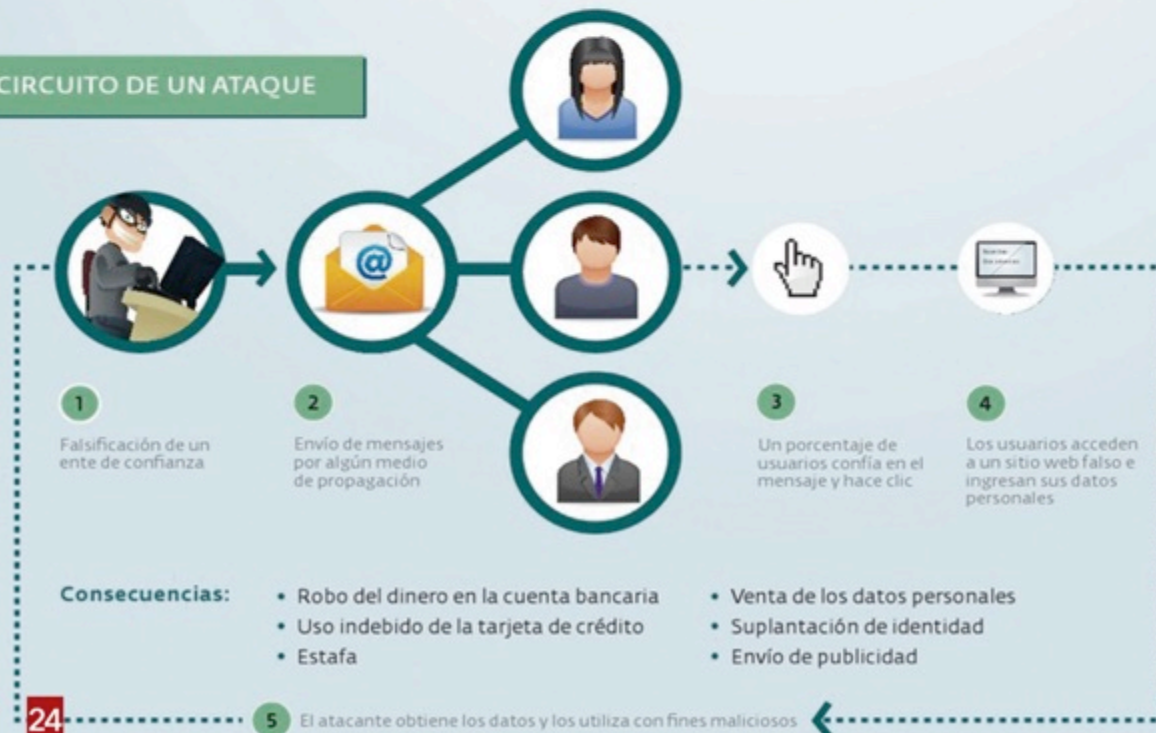 CIRCUITO DE UN ATAQUE
@
1
Falsificación de un
ente de confianza
2
Envío de mensajes
por algún medio
de propagación
3
Un porcentaje de
usuarios confía en el
mensaje y hace clic
4
Los usuarios acceden
a un sitio web falso e
ingresan sus datos
personales
Consecuencias:
• Robo del dinero en la cuenta bancaria
• Uso indebido de la tarjeta de crédito
• Estafa
• Venta de los datos personales
• Suplantación de identidad
• Envío de publicidad
24
5 El atacante obtiene los datos y los utiliza con fines maliciosos